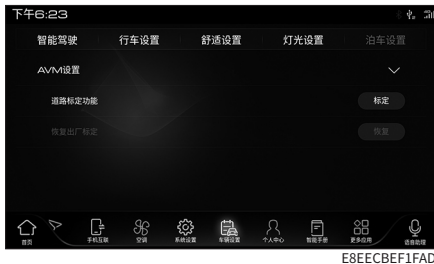 下午6:23
智能驾驶 行车设置 舒适设置 灯光设置 泊车设置
AVM设置
道路标定功能 标定
恢复出厂标定 恢复
首页 手机互联 空调 系统设置 车辆设置 个人中心 智能手册 更多应用 语音助理
E8EECBEF1FAD